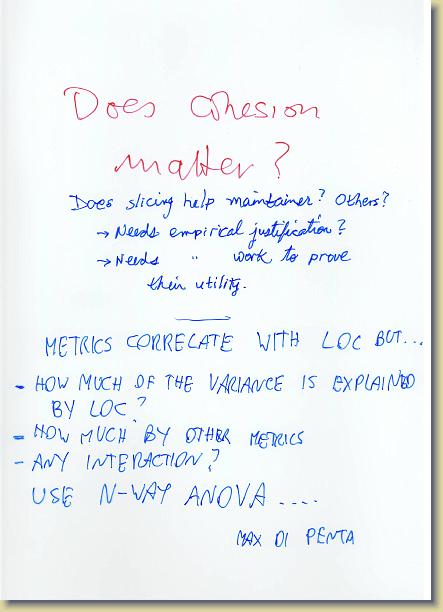 Does cohesion
matter?
Does slicing help maintainer? Others?
→ Needs empirical justification?
→ Needs " work to prove
their utility.
METRICS CORRELATE WITH LOC BUT...
- HOW MUCH OF THE VARIANCE IS EXPLAINED
BY LOC?
- HOW MUCH BY OTHER METRICS
- ANY INTERACTION?
USE N-WAY ANOVA ....
MAX DI PENTA